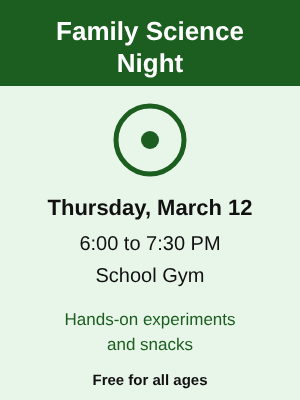 Family Science
Night
Thursday, March 12
6:00 to 7:30 PM
School Gym
Hands-on experiments
and snacks
Free for all ages